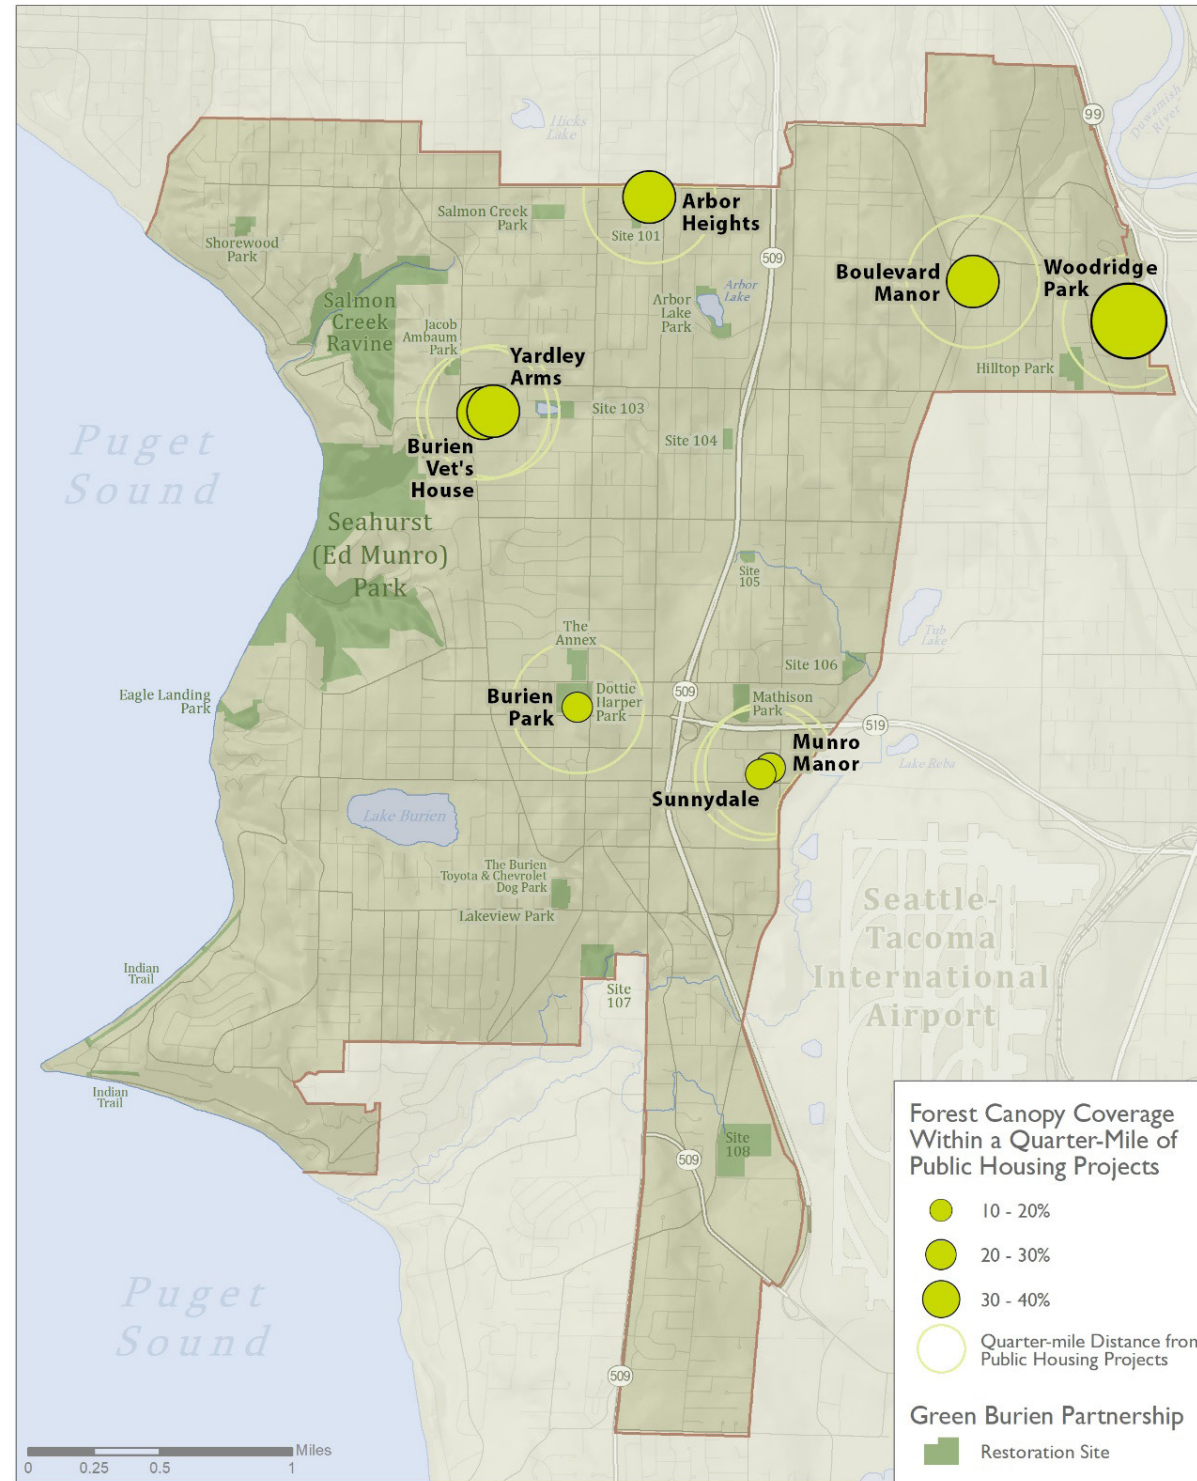 Hicks
Lake
99
Duwamish
River
Salmon Creek
Park
Arbor
Heights
Site 101
Shorewood
Park
509
Boulevard
Manor
Woodridge
Park
Salmon
Creek
Ravine
Jacob
Ambaum
Park
Arbor
Lake
Park
Arbor
Lake
Yardley
Arms
Hilltop Park
Site 103
Site 104
Burien
Vet's
House
Puget
Sound
Seahurst
(Ed Munro)
Park
Site
105
The
Annex
Tub
Lake
Site 106
Eagle Landing
Park
Burien
Park
Dottie
Harper
Park
509
Mathison
Park
519
Munro
Manor
Lake Reba
Sunnydale
Lake Burien
The Burien
Toyota & Chevrolet
Dog Park
Lakeview Park
Seattle-
Tacoma
International
Airport
Indian
Trail
Site
107
Indian
Trail
Site
108
509
Puget
Sound
509
Forest Canopy Coverage
Within a Quarter-Mile of
Public Housing Projects
10 - 20%
20 - 30%
30 - 40%
Quarter-mile Distance from
Public Housing Projects
Green Burien Partnership
Restoration Site
Miles
0 0.25 0.5 1